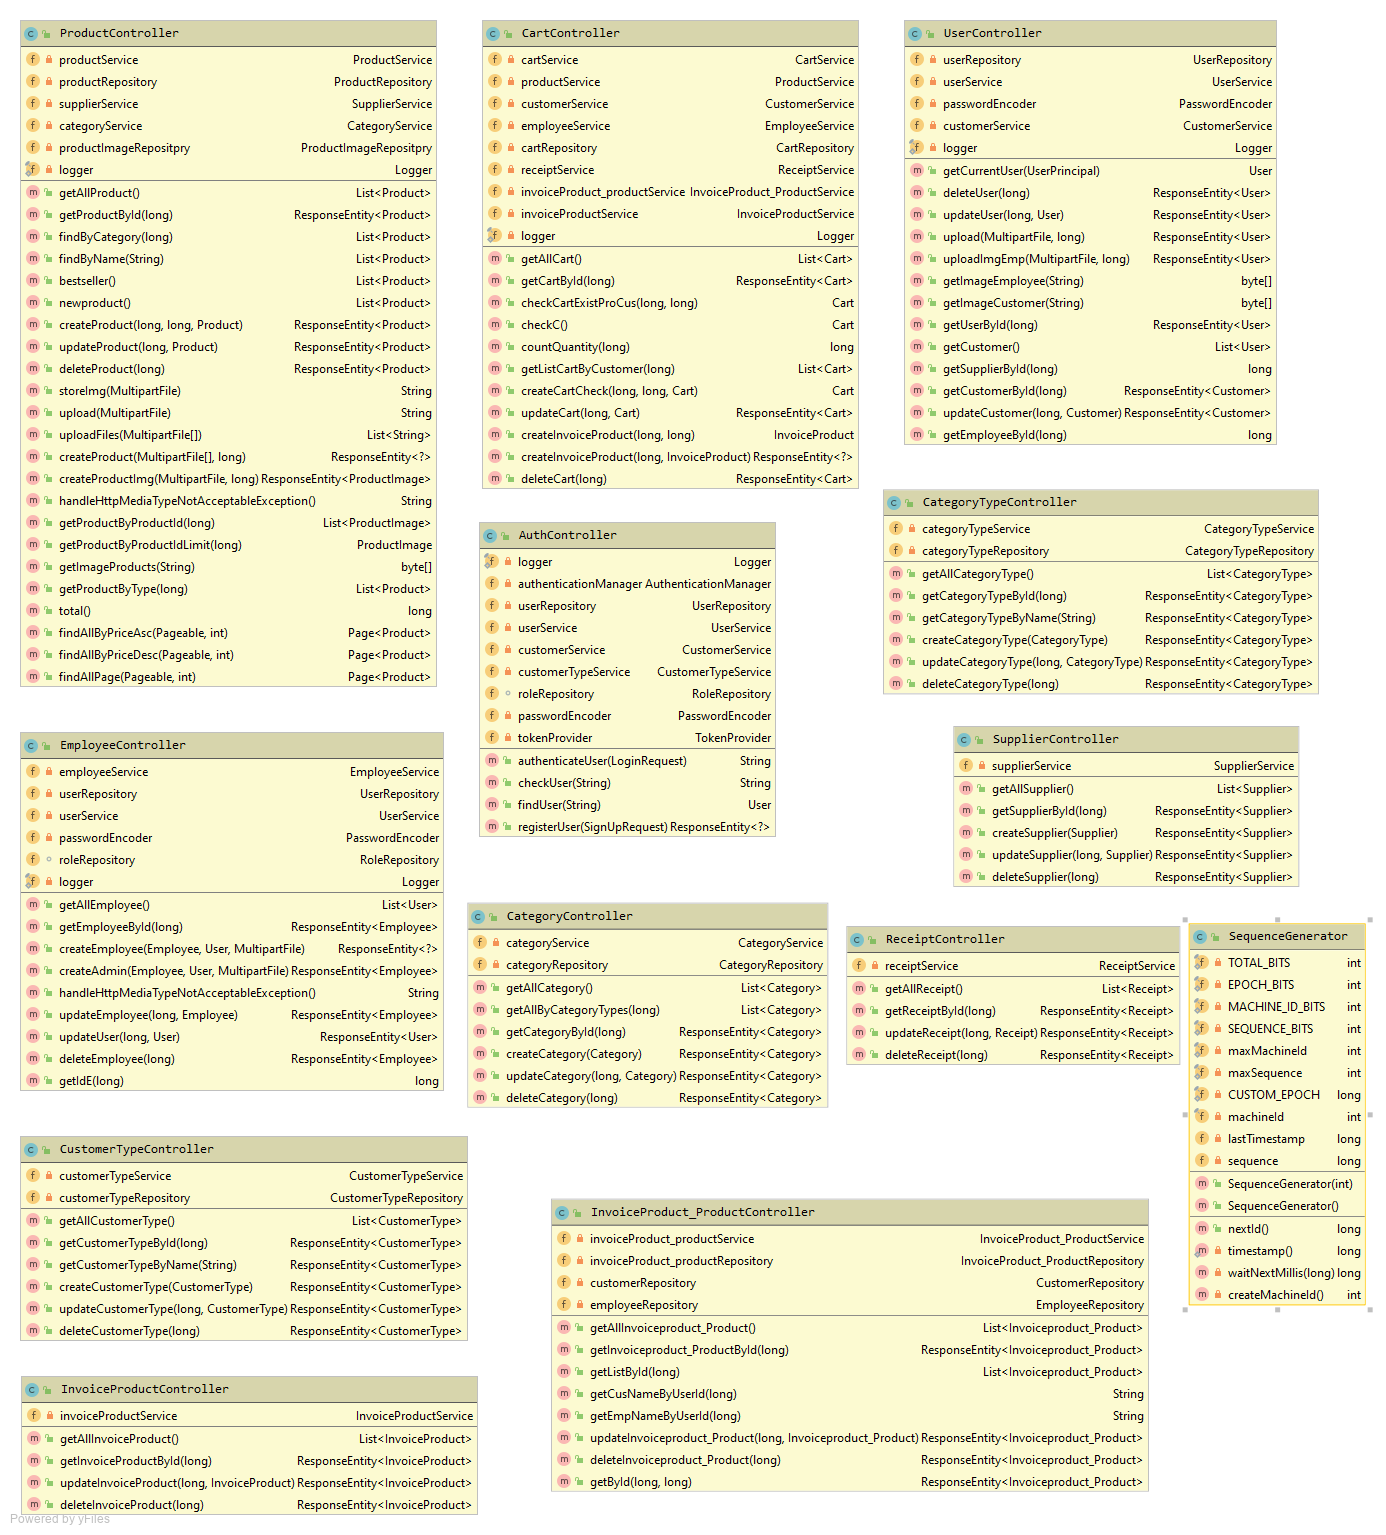 ProductController
productService ProductService
productRepository ProductRepository
supplierService SupplierService
categoryService CategoryService
productImageRepositpry ProductImageRepositpry
logger Logger
getAllProduct() List<Product>
getProductById(long) ResponseEntity<Product>
findByCategory(long) List<Product>
findByName(String) List<Product>
bestseller() List<Product>
newproduct() List<Product>
createProduct(long, long, Product) ResponseEntity<Product>
updateProduct(long, Product) ResponseEntity<Product>
deleteProduct(long) ResponseEntity<Product>
storeImg(MultipartFile) String
upload(MultipartFile) String
uploadFiles(MultipartFile[]) List<String>
createProduct(MultipartFile[], long) ResponseEntity<?>
createProductImg(MultipartFile, long) ResponseEntity<ProductImage>
handleHttpMediaTypeNotAcceptableException() String
getProductByProductId(long) List<ProductImage>
getProductByProductIdLimit(long) ProductImage
getImageProducts(String) byte[]
getProductByType(long) List<Product>
total() long
findAllByPriceAsc(Pageable, int) Page<Product>
findAllByPriceDesc(Pageable, int) Page<Product>
findAllPage(Pageable, int) Page<Product>
CartController
cartService CartService
productService ProductService
customerService CustomerService
employeeService EmployeeService
cartRepository CartRepository
receiptService ReceiptService
invoiceProduct_productService InvoiceProduct_ProductService
invoiceProductService InvoiceProductService
logger Logger
getAllCart() List<Cart>
getCartById(long) ResponseEntity<Cart>
checkCartExistProCus(long, long) Cart
checkC() Cart
countQuantity(long) long
getListCartByCustomer(long) List<Cart>
createCartCheck(long, long, Cart) Cart
updateCart(long, Cart) ResponseEntity<Cart>
createInvoiceProduct(long, long) InvoiceProduct
createInvoiceProduct(long, InvoiceProduct) ResponseEntity<?>
deleteCart(long) ResponseEntity<Cart>
UserController
userRepository UserRepository
userService UserService
passwordEncoder PasswordEncoder
customerService CustomerService
logger Logger
getCurrentUser(UserPrincipal) User
deleteUser(long) ResponseEntity<User>
updateUser(long, User) ResponseEntity<User>
upload(MultipartFile, long) ResponseEntity<User>
uploadImgEmp(MultipartFile, long) ResponseEntity<User>
getImageEmployee(String) byte[]
getImageCustomer(String) byte[]
getUserById(long) ResponseEntity<User>
getCustomer() List<User>
getSupplierById(long) long
getCustomerById(long) ResponseEntity<Customer>
updateCustomer(long, Customer) ResponseEntity<Customer>
getEmployeeById(long) long
CategoryTypeController
categoryTypeService CategoryTypeService
categoryTypeRepository CategoryTypeRepository
getAllCategoryType() List<CategoryType>
getCategoryTypeById(long) ResponseEntity<CategoryType>
getCategoryTypeByName(String) ResponseEntity<CategoryType>
createCategoryType(CategoryType) ResponseEntity<CategoryType>
updateCategoryType(long, CategoryType) ResponseEntity<CategoryType>
deleteCategoryType(long) ResponseEntity<CategoryType>
AuthController
logger Logger
authenticationManager AuthenticationManager
userRepository UserRepository
userService UserService
customerService CustomerService
customerTypeService CustomerTypeService
roleRepository RoleRepository
passwordEncoder PasswordEncoder
tokenProvider TokenProvider
authenticateUser(LoginRequest) String
checkUser(String) String
findUser(String) User
registerUser(SignUpRequest) ResponseEntity<?>
SupplierController
supplierService SupplierService
getAllSupplier() List<Supplier>
getSupplierById(long) ResponseEntity<Supplier>
createSupplier(Supplier) ResponseEntity<Supplier>
updateSupplier(long, Supplier) ResponseEntity<Supplier>
deleteSupplier(long) ResponseEntity<Supplier>
EmployeeController
employeeService EmployeeService
userRepository UserRepository
userService UserService
passwordEncoder PasswordEncoder
roleRepository RoleRepository
logger Logger
getAllEmployee() List<User>
getEmployeeById(long) ResponseEntity<Employee>
createEmployee(Employee, User, MultipartFile) ResponseEntity<?>
createAdmin(Employee, User, MultipartFile) ResponseEntity<Employee>
handleHttpMediaTypeNotAcceptableException() String
updateEmployee(long, Employee) ResponseEntity<Employee>
updateUser(long, User) ResponseEntity<User>
deleteEmployee(long) ResponseEntity<Employee>
getIdE(long) long
CategoryController
categoryService CategoryService
categoryRepository CategoryRepository
getAllCategory() List<Category>
getAllByCategoryTypes(long) List<Category>
getCategoryById(long) ResponseEntity<Category>
createCategory(Category) ResponseEntity<Category>
updateCategory(long, Category) ResponseEntity<Category>
deleteCategory(long) ResponseEntity<Category>
ReceiptController
receiptService ReceiptService
getAllReceipt() List<Receipt>
getReceiptById(long) ResponseEntity<Receipt>
updateReceipt(long, Receipt) ResponseEntity<Receipt>
deleteReceipt(long) ResponseEntity<Receipt>
SequenceGenerator
TOTAL_BITS int
EPOCH_BITS int
MACHINE_ID_BITS int
SEQUENCE_BITS int
maxMachineId int
maxSequence int
CUSTOM_EPOCH long
machineId int
lastTimestamp long
sequence long
SequenceGenerator(int)
SequenceGenerator()
nextId() long
timestamp() long
waitNextMillis(long) long
createMachineId() int
CustomerTypeController
customerTypeService CustomerTypeService
customerTypeRepository CustomerTypeRepository
getAllCustomerType() List<CustomerType>
getCustomerTypeById(long) ResponseEntity<CustomerType>
getCustomerTypeByName(String) ResponseEntity<CustomerType>
createCustomerType(CustomerType) ResponseEntity<CustomerType>
updateCustomerType(long, CustomerType) ResponseEntity<CustomerType>
deleteCustomerType(long) ResponseEntity<CustomerType>
InvoiceProduct_ProductController
invoiceProduct_productService InvoiceProduct_ProductService
invoiceProduct_productRepository InvoiceProduct_ProductRepository
customerRepository CustomerRepository
employeeRepository EmployeeRepository
getAllInvoiceproduct_Product() List<Invoiceproduct_Product>
getInvoiceproduct_ProductById(long) ResponseEntity<Invoiceproduct_Product>
getListById(long) List<Invoiceproduct_Product>
getCusNameByUserId(long) String
getEmpNameByUserId(long) String
updateInvoiceproduct_Product(long, Invoiceproduct_Product) ResponseEntity<Invoiceproduct_Product>
deleteInvoiceproduct_Product(long) ResponseEntity<Invoiceproduct_Product>
getById(long, long) ResponseEntity<Invoiceproduct_Product>
InvoiceProductController
invoiceProductService InvoiceProductService
getAllInvoiceProduct() List<InvoiceProduct>
getInvoiceProductById(long) ResponseEntity<InvoiceProduct>
updateInvoiceProduct(long, InvoiceProduct) ResponseEntity<InvoiceProduct>
deleteInvoiceProduct(long) ResponseEntity<InvoiceProduct>
Powered by yFiles